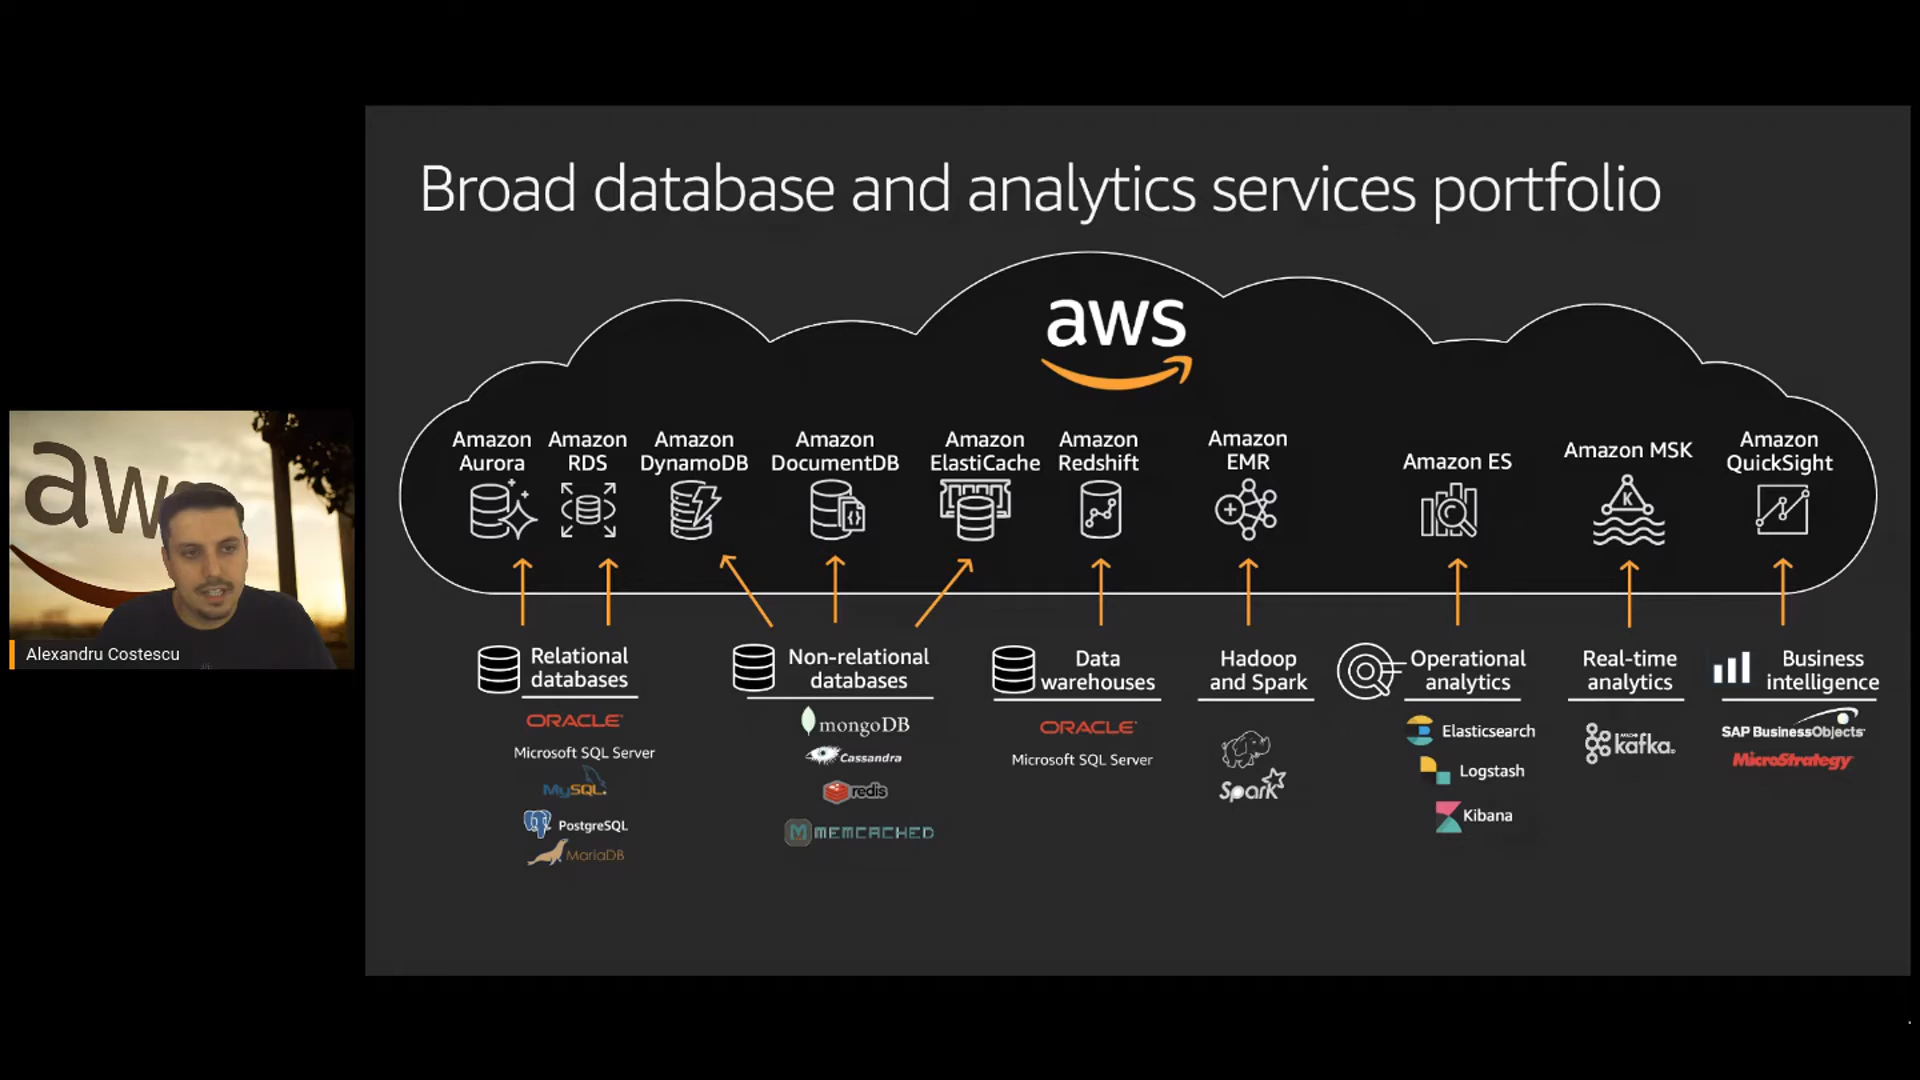 Broad database and analytics services portfolio
aws
Amazon Aurora
Amazon RDS
Amazon DynamoDB
Amazon DocumentDB
Amazon ElastiCache
Amazon Redshift
Amazon EMR
Amazon ES
Amazon MSK
K
Amazon QuickSight
Relational
databases
ORACLE
Microsoft SQL Server
MySQL
PostgreSQL
MariaDB
Non-relational
databases
mongoDB
Cassandra
redis
MEMCACHED
Data
warehouses
ORACLE
Microsoft SQL Server
Hadoop
and Spark
Spark
Operational
analytics
Elasticsearch
Logstash
Kibana
Real-time
analytics
kafka
Business
intelligence
SAP BusinessObjects
MicroStrategy
aws
Alexandru Costescu